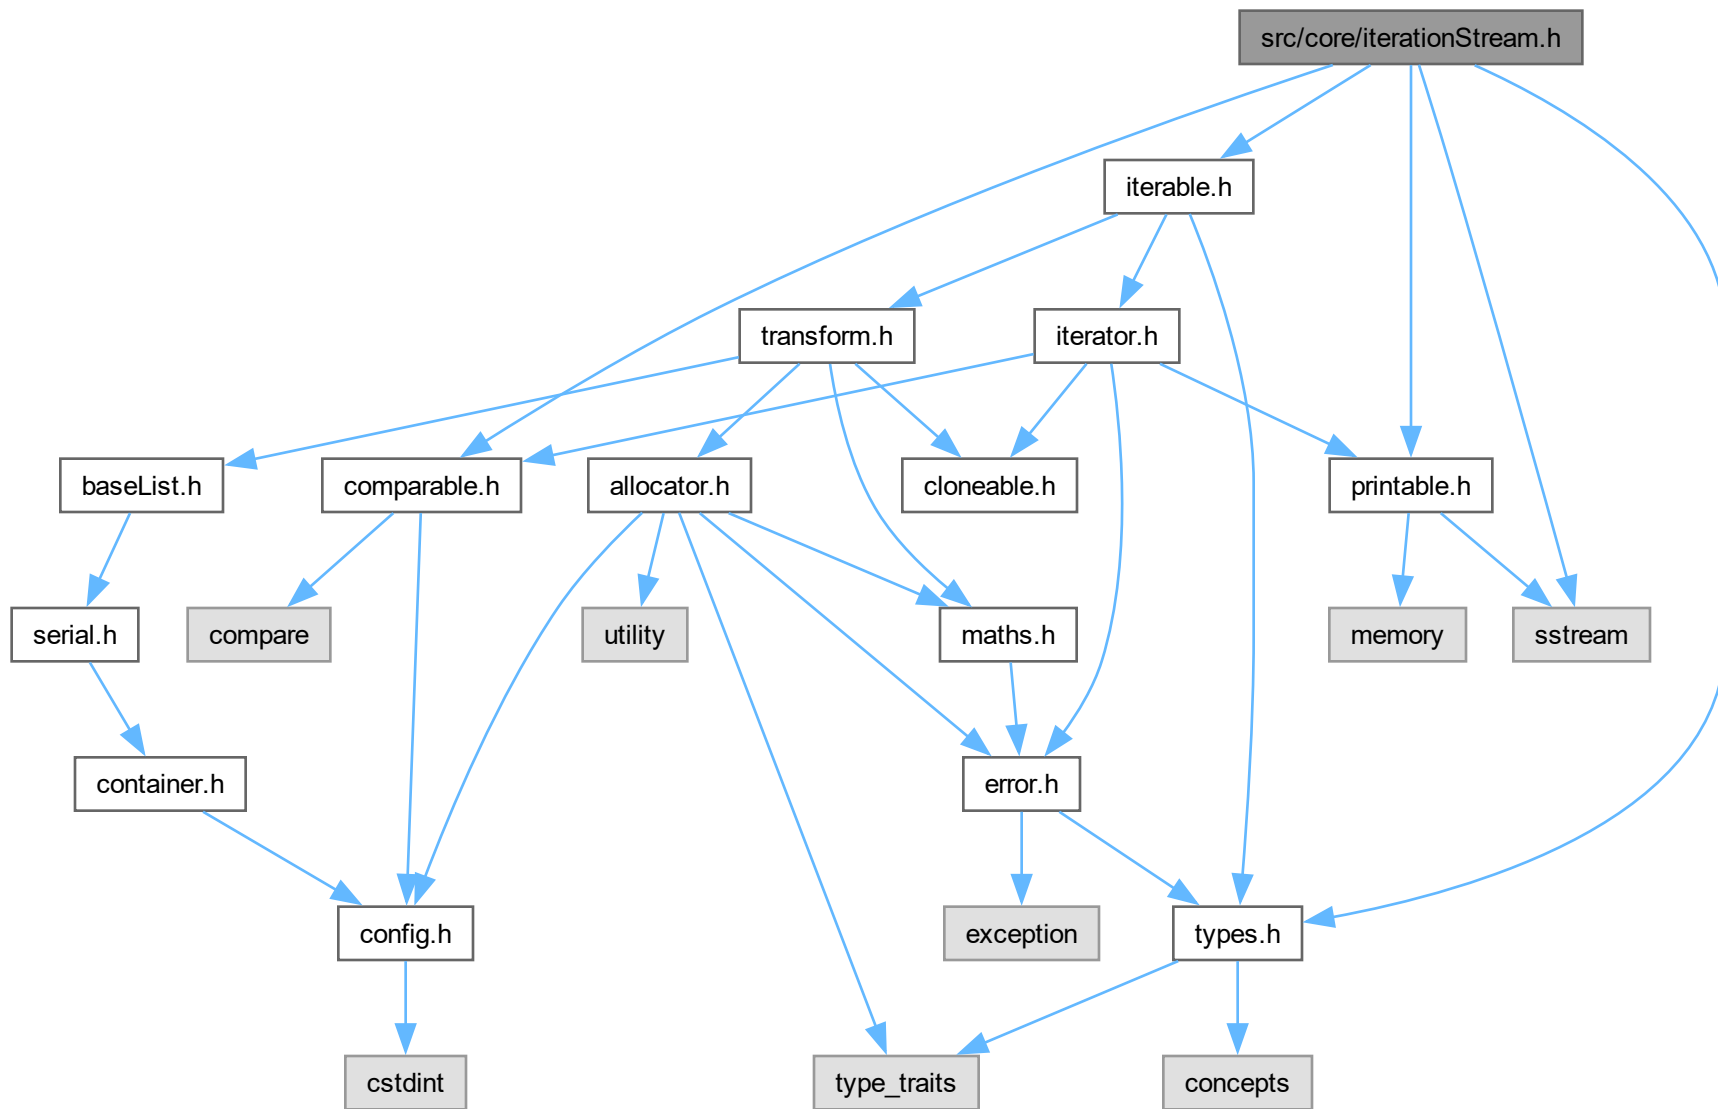 src/core/iterationStream.h
iterable.h
transform.h
iterator.h
baseList.h
comparable.h
allocator.h
cloneable.h
printable.h
serial.h
compare
utility
maths.h
memory
sstream
container.h
error.h
config.h
exception
types.h
cstdint
type_traits
concepts